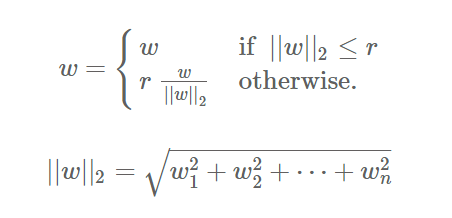 w = { w if ||w||₂ ≤ r
r w/||w||₂ otherwise.
||w||₂ = √(w₁² + w₂² + ⋯ + wₙ²)